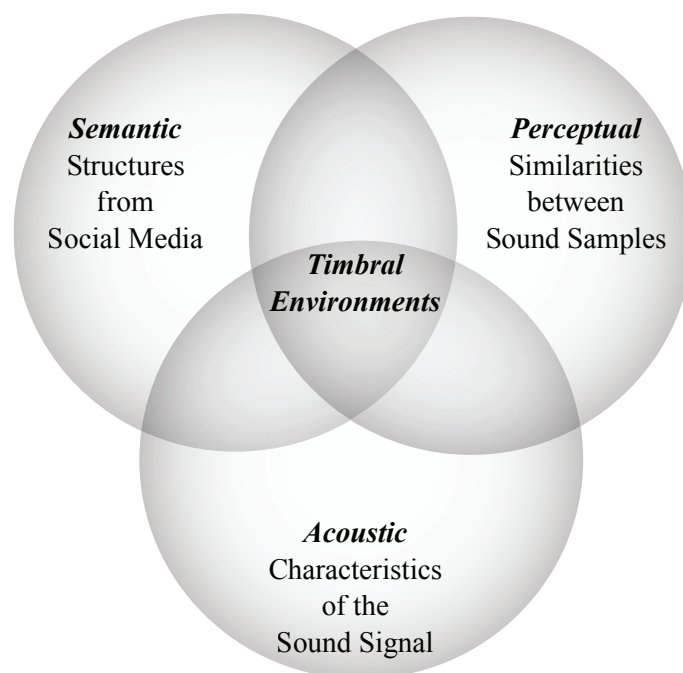 Semantic
Structures
from
Social Media
Perceptual
Similarities
between
Sound Samples
Timbral
Environments
Acoustic
Characteristics
of the
Sound Signal